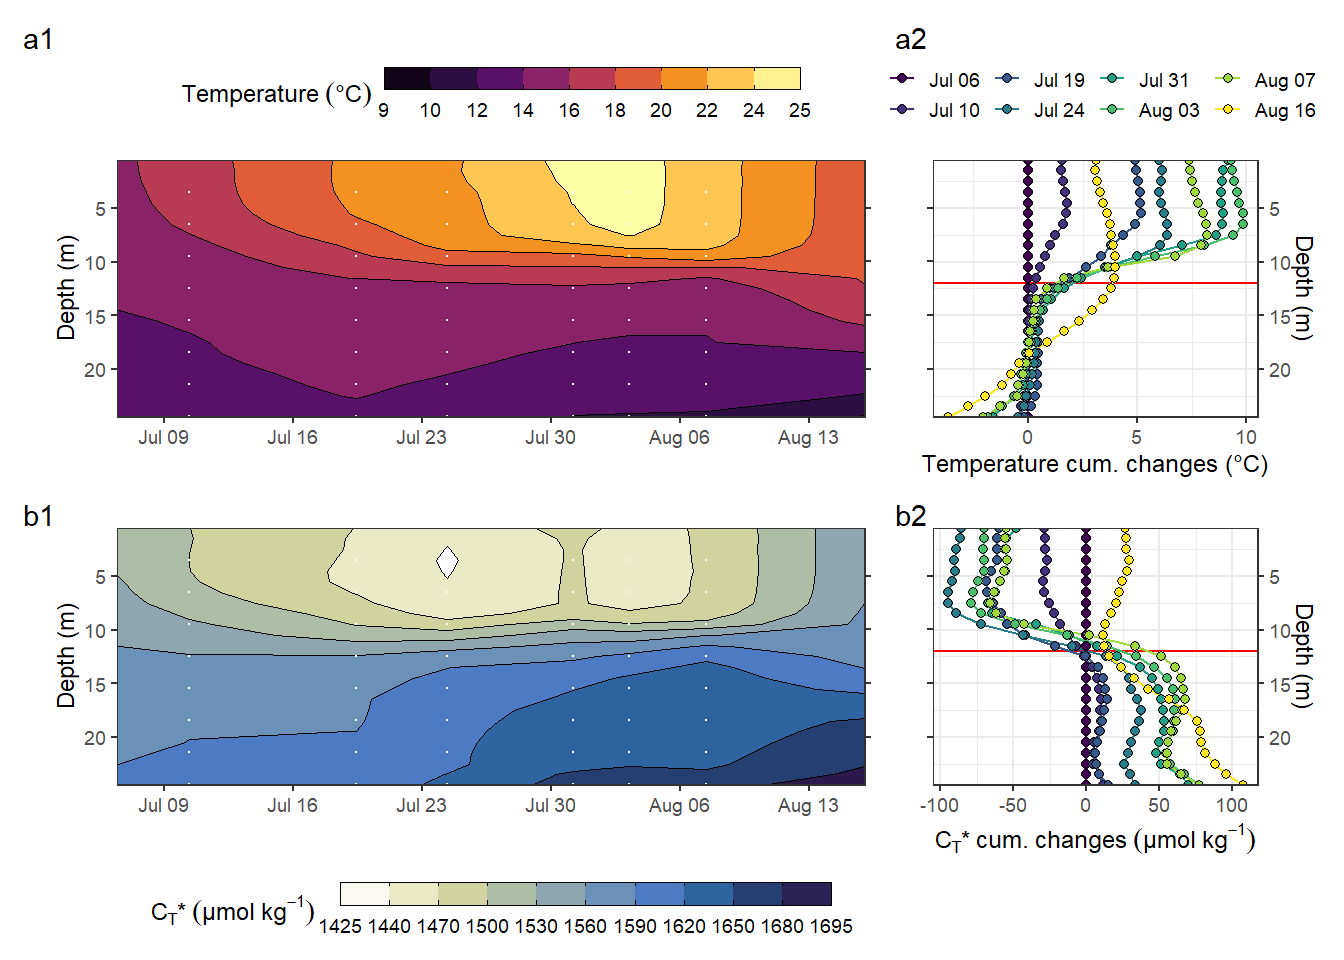 a1
Temperature (°C)
9 10 12 14 16 18 20 22 24 25
Depth (m)
5
10
15
20
Jul 09 Jul 16 Jul 23 Jul 30 Aug 06 Aug 13
a2
Jul 06 Jul 19 Jul 31 Aug 07
Jul 10 Jul 24 Aug 03 Aug 16
5
10
15
20
Depth (m)
0 5 10
Temperature cum. changes (°C)
b1
Depth (m)
5
10
15
20
Jul 09 Jul 16 Jul 23 Jul 30 Aug 06 Aug 13
C_T* (µmol kg⁻¹)
1425 1440 1470 1500 1530 1560 1590 1620 1650 1680 1695
b2
5
10
15
20
Depth (m)
-100 -50 0 50 100
C_T* cum. changes (µmol kg⁻¹)